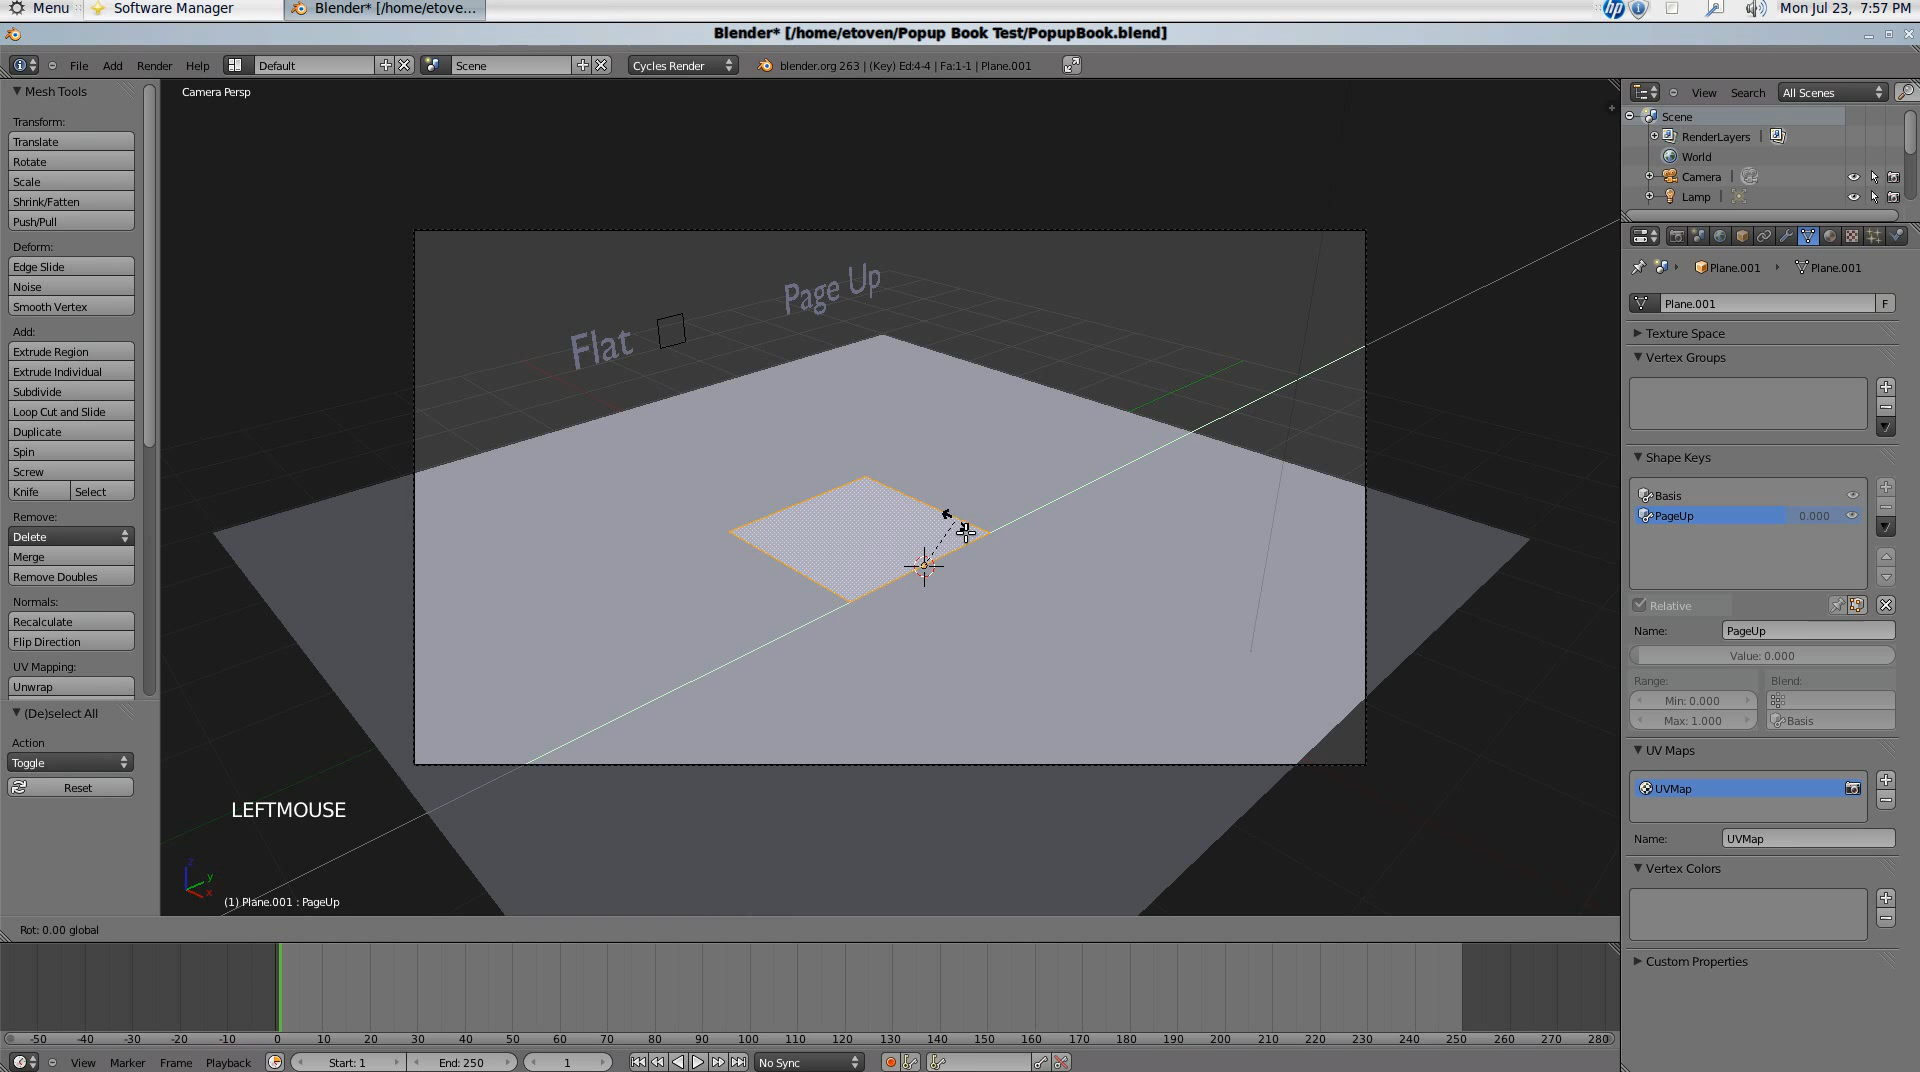 Menu Software Manager Blender* [/home/etove... Mon Jul 23, 7:57 PM
Blender* [/home/etoven/Popup Book Test/PopupBook.blend]
File Add Render Help Default Scene Cycles Render blender.org 263 | (Key) Ed:4-4 | Fa:1-1 | Plane.001
Mesh Tools
Transform:
Translate
Rotate
Scale
Shrink/Fatten
Push/Pull
Deform:
Edge Slide
Noise
Smooth Vertex
Add:
Extrude Region
Extrude Individual
Subdivide
Loop Cut and Slide
Duplicate
Spin
Screw
Knife Select
Remove:
Delete
Merge
Remove Doubles
Normals:
Recalculate
Flip Direction
UV Mapping:
Unwrap
(De)select All
Action
Toggle
Reset
Camera Persp
Page Up
Flat
LEFTMOUSE
z
y
x
(1) Plane.001 : PageUp
Rot: 0.00 global
View Search All Scenes
Scene
RenderLayers |
World
Camera |
Lamp |
Plane.001 Plane.001
Plane.001 F
Texture Space
Vertex Groups
Shape Keys
Basis
PageUp 0.000
Relative
Name: PageUp
Value: 0.000
Range: Blend:
Min: 0.000
Max: 1.000 Basis
UV Maps
UVMap
Name: UVMap
Vertex Colors
Custom Properties
-50 -40 -30 -20 -10 0 10 20 30 40 50 60 70 80 90 100 110 120 130 140 150 160 170 180 190 200 210 220 230 240 250 260 270 280
View Marker Frame Playback Start: 1 End: 250 1 No Sync